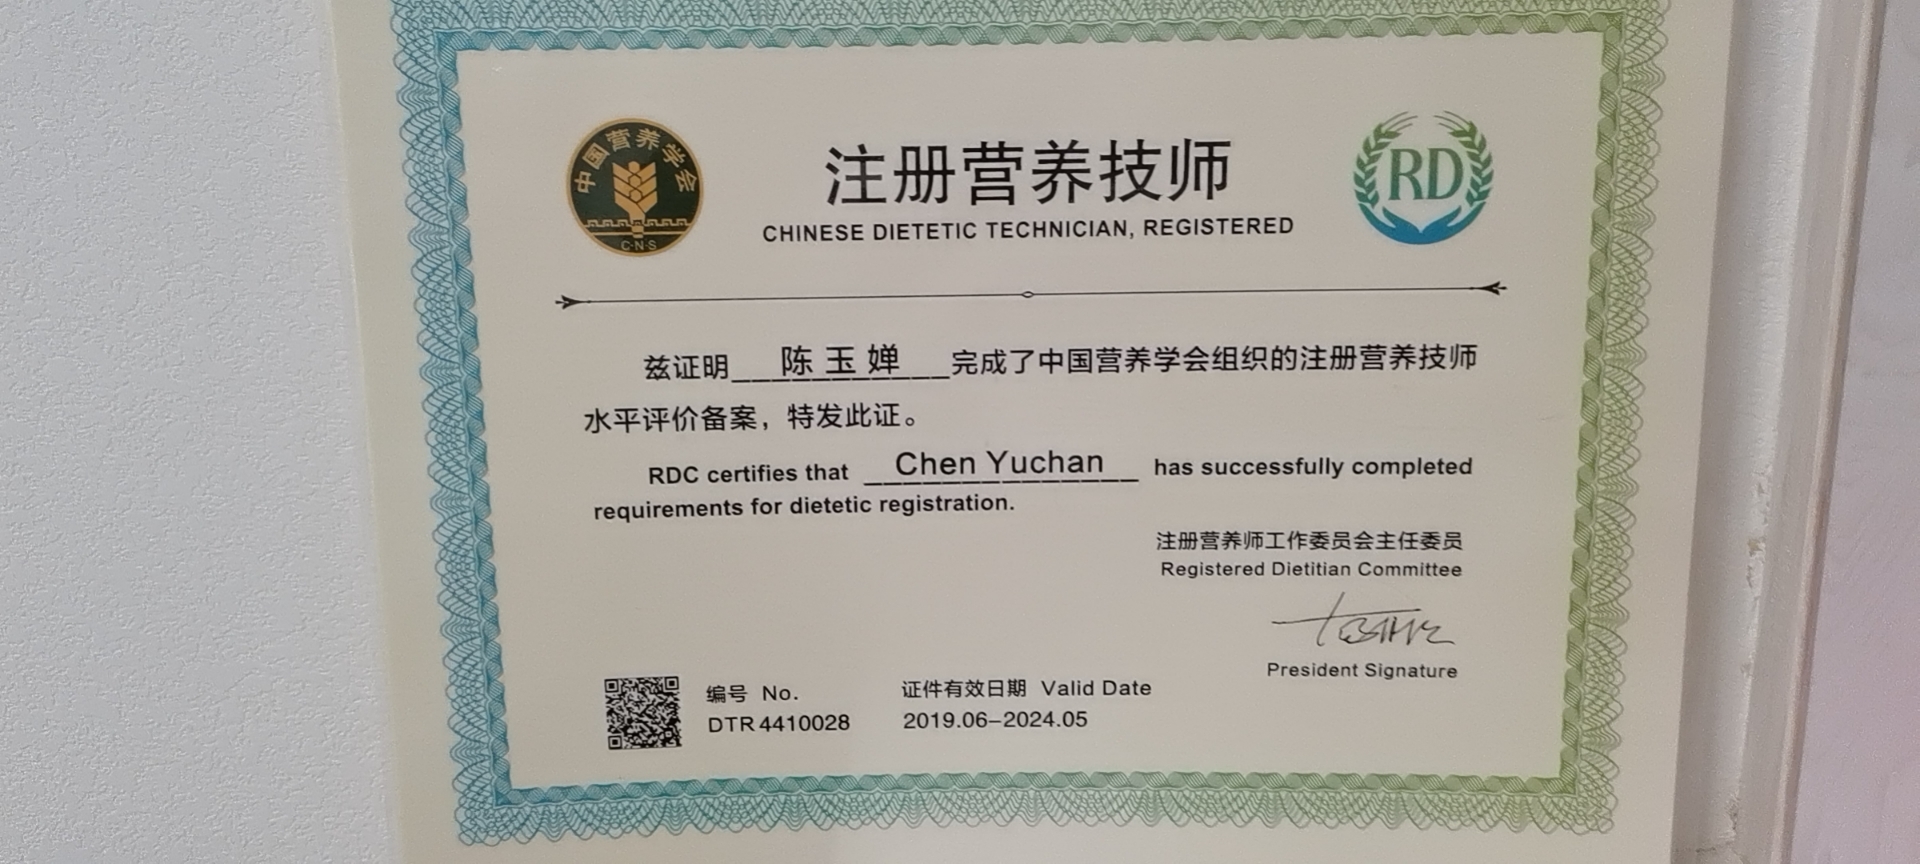 中国营养学会
C·N·S
注册营养技师
CHINESE DIETETIC TECHNICIAN, REGISTERED
RD
兹证明 陈玉婵 完成了中国营养学会组织的注册营养技师
水平评价备案，特发此证。
RDC certifies that Chen Yuchan has successfully completed
requirements for dietetic registration.
注册营养师工作委员会主任委员
Registered Dietitian Committee
President Signature
编号 No.
DTR 4410028
证件有效日期 Valid Date
2019.06–2024.05